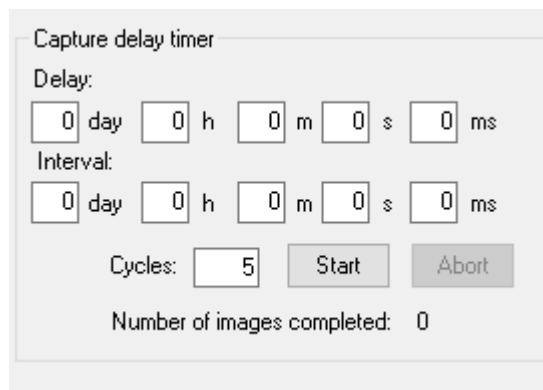 Capture delay timer
Delay:
0 day 0 h 0 m 0 s 0 ms
Interval:
0 day 0 h 0 m 0 s 0 ms
Cycles: 5 Start Abort
Number of images completed: 0